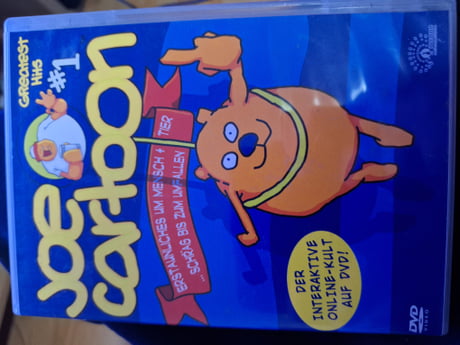 GREATEST
HITS
#1
JOE
CARTOON
ERSTAUNLICHES UM MENSCH & TIER
...SCHRÄG BIS ZUM UMFALLEN
DER
INTERAKTIVE
ONLINE-KULT
AUF DVD!
DVD
VIDEO